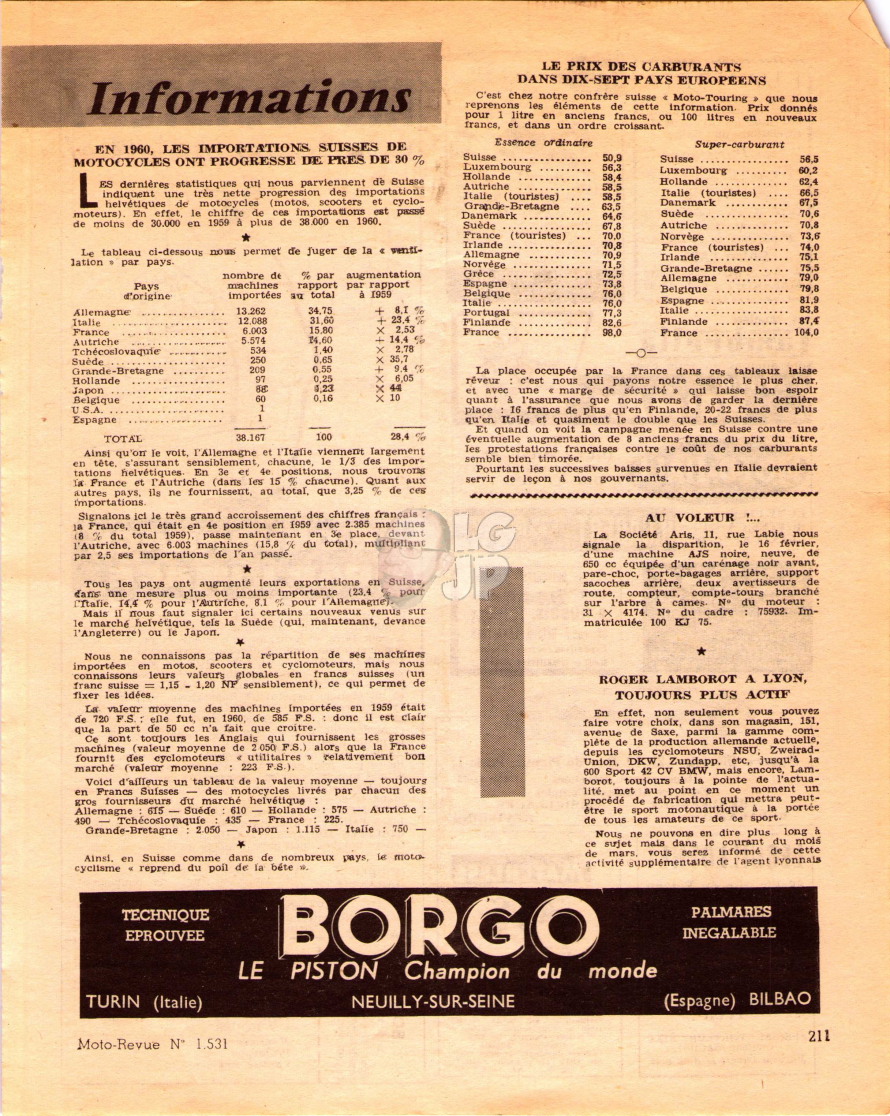 Informations
EN 1960, LES IMPORTATIONS SUISSES DE
MOTOCYCLES ONT PROGRESSE DE PRES DE 30 %
LES dernières statistiques qui nous parviennent de Suisse
indiquent une très nette progression des importations
helvétiques de motocycles (motos, scooters et cyclo-
moteurs). En effet, le chiffre de ces importations est passé
de moins de 30.000 en 1959 à plus de 38.000 en 1960.
★
Le tableau ci-dessous nous permet de juger de la « venti-
lation » par pays.
Pays d'origine nombre de machines importées % par rapport au total augmentation par rapport à 1959
Allemagne .............. 13.262 34,75 + 8,1 %
Italie .................... 12.088 31,60 + 23,4 %
France .................. 6.003 15,80 × 2,53
Autriche ................ 5.574 14,60 + 14,4 %
Tchécoslovaquie ............ 534 1,40 × 2,78
Suède .................... 250 0,65 × 35,7
Grande-Bretagne .......... 209 0,55 + 9,4 %
Hollande ................ 97 0,25 × 6,05
Japon .................... 88 0,23 × 44
Belgique ................ 60 0,16 × 10
U.S.A. .................... 1
Espagne .................. 1
TOTAL 38.167 100 28,4 %
Ainsi qu'on le voit, l'Allemagne et l'Italie viennent largement
en tête, s'assurant sensiblement, chacune, le 1/3 des impor-
tations helvétiques. En 3e et 4e positions, nous trouvons
la France et l'Autriche (dans les 15 % chacune). Quant aux
autres pays, ils ne fournissent, au total, que 3,25 % de ces
importations.
Signalons ici le très grand accroissement des chiffres français :
la France, qui était en 4e position en 1959 avec 2.385 machines
(8 % du total 1959), passe maintenant en 3e place, devant
l'Autriche, avec 6.003 machines (15,8 % du total), multipliant
par 2,5 ses importations de l'an passé.
★
Tous les pays ont augmenté leurs exportations en Suisse,
dans une mesure plus ou moins importante (23,4 % pour
l'Italie, 14,4 % pour l'Autriche, 8,1 % pour l'Allemagne).
Mais il nous faut signaler ici certains nouveaux venus sur
le marché helvétique, tels la Suède (qui, maintenant, devance
l'Angleterre) ou le Japon.
★
Nous ne connaissons pas la répartition de ses machines
importées en motos, scooters et cyclomoteurs, mais nous
connaissons leurs valeurs globales en francs suisses (un
franc suisse = 1,15 - 1,20 NF sensiblement), ce qui permet de
fixer les idées.
La valeur moyenne des machines importées en 1959 était
de 720 F.S. : elle fut, en 1960, de 585 F.S. : donc il est clair
que la part de 50 cc n'a fait que croitre.
Ce sont toujours les Anglais qui fournissent les grosses
machines (valeur moyenne de 2 050 F.S.) alors que la France
fournit des cyclomoteurs « utilitaires » relativement bon
marché (valeur moyenne : 223 F.S.).
Voici d'ailleurs un tableau de la valeur moyenne — toujours
en Francs Suisses — des motocycles livrés par chacun des
gros fournisseurs du marché helvétique :
Allemagne : 615 — Suède : 610 — Hollande : 575 — Autriche :
490 — Tchécoslovaquie : 435 — France : 225.
Grande-Bretagne : 2.050 — Japon : 1.115 — Italie : 750 —
★
Ainsi, en Suisse comme dans de nombreux pays, le moto-
cyclisme « reprend du poil de la bête ».
LE PRIX DES CARBURANTS
DANS DIX-SEPT PAYS EUROPEENS
C'est chez notre confrère suisse « Moto-Touring » que nous
reprenons les éléments de cette information. Prix donnés
pour 1 litre en anciens francs, ou 100 litres en nouveaux
francs, et dans un ordre croissant.
Essence ordinaire
Suisse .................. 50,9
Luxembourg ............ 56,3
Hollande ................ 58,4
Autriche ................ 58,5
Italie (touristes) .... 58,5
Grande-Bretagne .... 63,5
Danemark .............. 64,6
Suède .................. 67,8
France (touristes) ... 70,0
Irlande .................. 70,8
Allemagne .............. 70,9
Norvége .................. 71,5
Grèce .................... 72,5
Espagne ................ 73,8
Belgique ................ 76,0
Italie .................... 76,0
Portugal ................ 77,3
Finlande ................ 82,6
France .................. 98,0
Super-carburant
Suisse .................. 56,5
Luxembourg ............ 60,2
Hollande ................ 62,4
Italie (touristes) .... 66,5
Danemark .............. 67,5
Suède .................. 70,6
Autriche ................ 70,8
Norvège ................ 73,6
France (touristes) ... 74,0
Irlande .................. 75,1
Grande-Bretagne ...... 75,5
Allemagne .............. 79,0
Belgique ................ 79,8
Espagne ................ 81,9
Italie .................... 83,8
Finlande ................ 87,4
France .................. 104,0
La place occupée par la France dans ces tableaux laisse
rêveur : c'est nous qui payons notre essence le plus cher,
et avec une « marge de sécurité » qui laisse bon espoir
quant à l'assurance que nous avons de garder la dernière
place : 16 francs de plus qu'en Finlande, 20-22 francs de plus
qu'en Italie et quasiment le double que les Suisses.
Et quand on voit la campagne menée en Suisse contre une
éventuelle augmentation de 8 anciens francs du prix du litre,
les protestations françaises contre le coût de nos carburants
semble bien timorée.
Pourtant les successives baisses survenues en Italie devraient
servir de leçon à nos gouvernants.
AU VOLEUR !...
La Société Aris, 11, rue Labie nous
signale la disparition, le 16 février,
d'une machine AJS noire, neuve, de
650 cc équipée d'un carénage noir avant,
pare-choc, porte-bagages arrière, support
sacoches arrière, deux avertisseurs de
route, compteur, compte-tours branché
sur l'arbre à cames. N° du moteur :
31 × 4174. N° du cadre : 75932. Im-
matriculée 100 KJ 75.
★
ROGER LAMBOROT A LYON,
TOUJOURS PLUS ACTIF
En effet, non seulement vous pouvez
faire votre choix, dans son magasin, 151,
avenue de Saxe, parmi la gamme com-
plète de la production allemande actuelle,
depuis les cyclomoteurs NSU, Zweirad-
Union, DKW, Zundapp, etc, jusqu'à la
600 Sport 42 CV BMW, mais encore, Lam-
borot, toujours à la pointe de l'actua-
lité, met au point en ce moment un
procédé de fabrication qui mettra peut-
être le sport motonautique à la portée
de tous les amateurs de ce sport.
Nous ne pouvons en dire plus long à
ce sujet mais dans le courant du mois
de mars, vous serez informé de cette
activité supplémentaire de l'agent lyonnais
LG
JP
TECHNIQUE
EPROUVEE
BORGO
PALMARES
INEGALABLE
LE PISTON Champion du monde
TURIN (Italie) NEUILLY-SUR-SEINE (Espagne) BILBAO
Moto-Revue N° 1.531
211